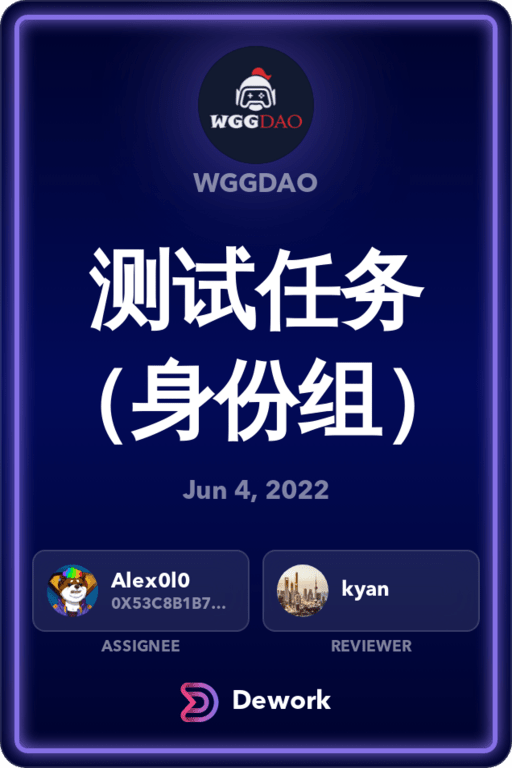 WGGDAO
WGGDAO
测试任务
（身份组）
Jun 4, 2022
Alex0l0
0X53C8B1B7...
kyan
ASSIGNEE
REVIEWER
Dework